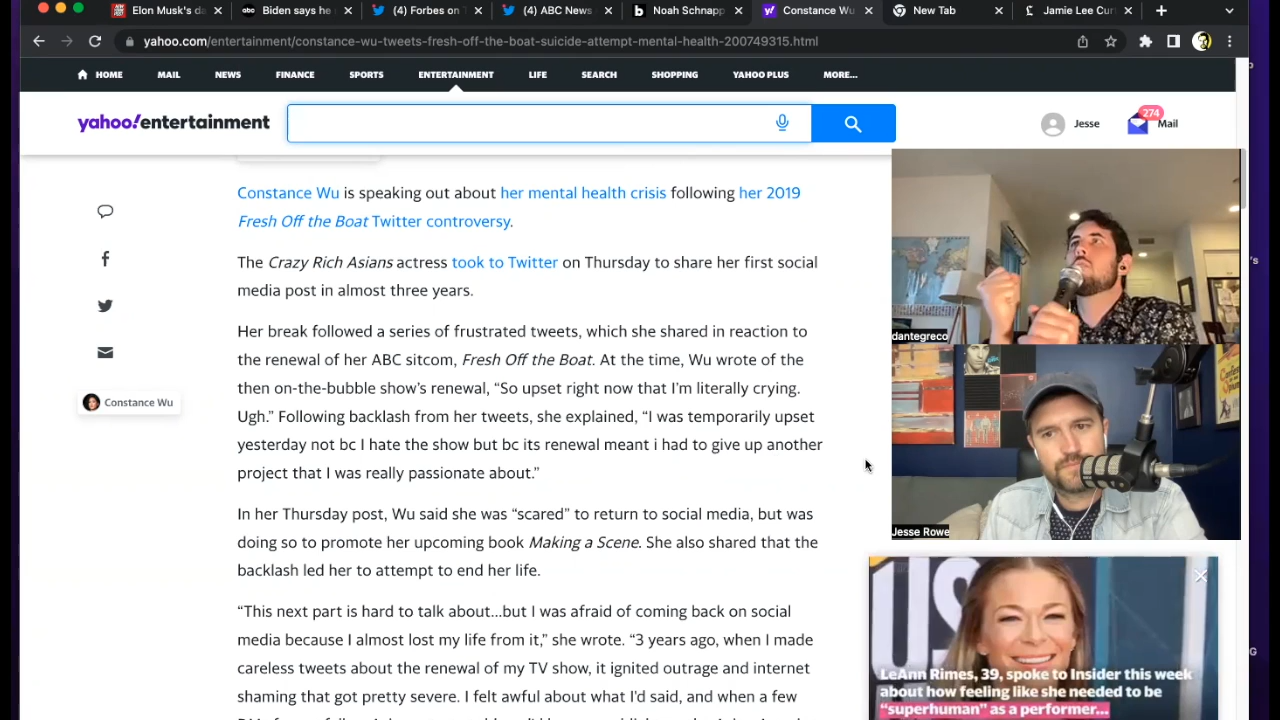 Elon Musk's da
Biden says he
(4) Forbes on
(4) ABC News
Noah Schnapp
Constance Wu
New Tab
Jamie Lee Cur
yahoo.com/entertainment/constance-wu-tweets-fresh-off-the-boat-suicide-attempt-mental-health-200749315.html
HOME MAIL NEWS FINANCE SPORTS ENTERTAINMENT LIFE SEARCH SHOPPING YAHOO PLUS MORE...
yahoo!entertainment
Jesse
274
Mail
Constance Wu is speaking out about her mental health crisis following her 2019
Fresh Off the Boat Twitter controversy.
The Crazy Rich Asians actress took to Twitter on Thursday to share her first social
media post in almost three years.
Her break followed a series of frustrated tweets, which she shared in reaction to
the renewal of her ABC sitcom, Fresh Off the Boat. At the time, Wu wrote of the
then on-the-bubble show's renewal, “So upset right now that I'm literally crying.
Ugh.” Following backlash from her tweets, she explained, “I was temporarily upset
yesterday not bc I hate the show but bc its renewal meant i had to give up another
project that I was really passionate about.”
In her Thursday post, Wu said she was “scared” to return to social media, but was
doing so to promote her upcoming book Making a Scene. She also shared that the
backlash led her to attempt to end her life.
“This next part is hard to talk about...but I was afraid of coming back on social
media because I almost lost my life from it,” she wrote. “3 years ago, when I made
careless tweets about the renewal of my TV show, it ignited outrage and internet
shaming that got pretty severe. I felt awful about what I'd said, and when a few
Constance Wu
dantegreco
Jesse Rowe
LeAnn Rimes, 39, spoke to Insider this week
about how feeling like she needed to be
“superhuman” as a performer...